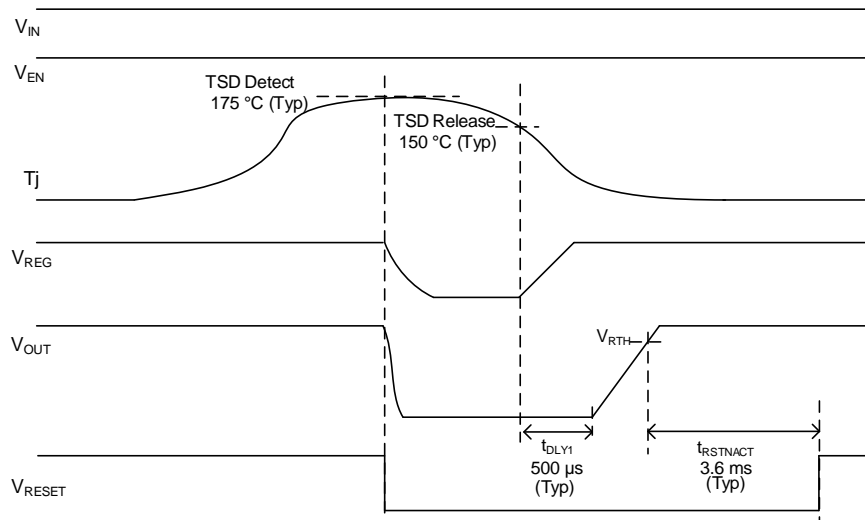 VIN
VEN
TSD Detect
175 °C (Typ)
TSD Release
150 °C (Typ)
Tj
VREG
VOUT
VRTH
tDLY1
500 µs
(Typ)
tRSTNACT
3.6 ms
(Typ)
VRESET